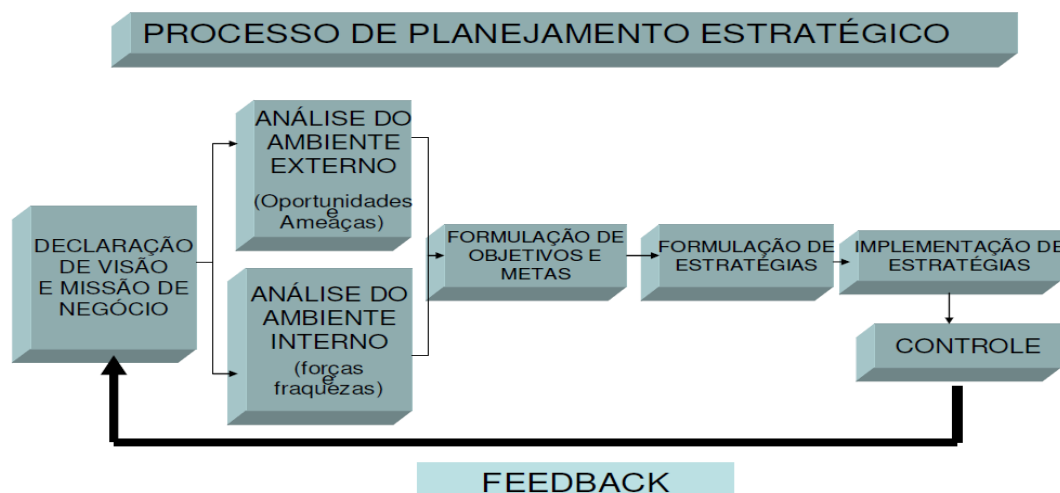 PROCESSO DE PLANEJAMENTO ESTRATÉGICO
DECLARAÇÃO
DE VISÃO
E MISSÃO DE
NEGÓCIO
ANÁLISE DO
AMBIENTE
EXTERNO
(Oportunidades
e
Ameaças)
ANÁLISE DO
AMBIENTE
INTERNO
(forças
e
fraquezas)
FORMULAÇÃO DE
OBJETIVOS E
METAS
FORMULAÇÃO DE
ESTRATÉGIAS
IMPLEMENTAÇÃO DE
ESTRATÉGIAS
CONTROLE
FEEDBACK